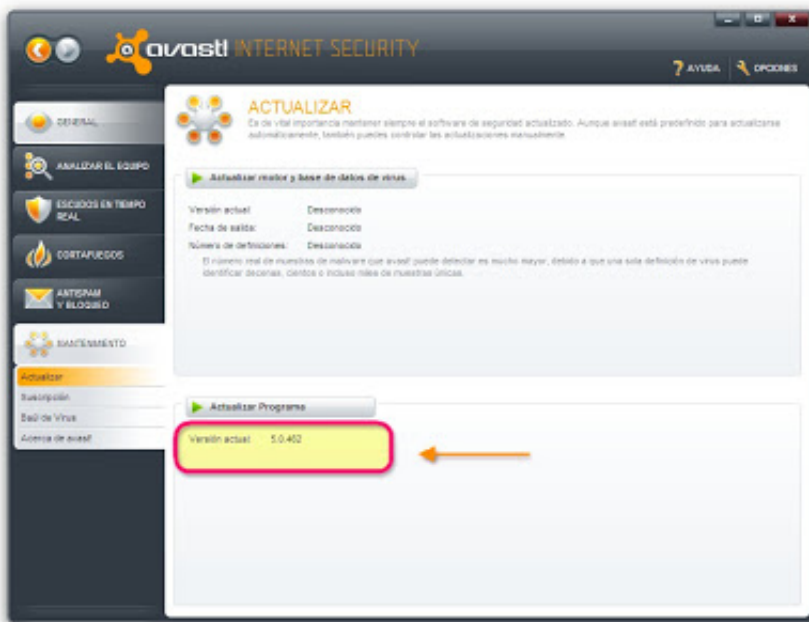 avast! INTERNET SECURITY
AYUDA
OPCIONES
GENERAL
ANALIZAR EL EQUIPO
ESCUDOS EN TIEMPO
REAL
CORTAFUEGOS
ANTISPAM
Y BLOQUEO
MANTENIMIENTO
Actualizar
Suscripción
Baúl de Virus
Acerca de avast!
ACTUALIZAR
Es de vital importancia mantener siempre el software de seguridad actualizado. Aunque avast! está predefinido para actualizarse
automáticamente, también puedes controlar las actualizaciones manualmente.
Actualizar motor y base de datos de virus
Versión actual: Desconocido
Fecha de salida: Desconocido
Número de definiciones: Desconocido
El número real de muestras de malware que avast! puede detectar es mucho mayor, debido a que una sola definición de virus puede
identificar decenas, cientos o incluso miles de muestras únicas.
Actualizar Programa
Versión actual: 5.0.462